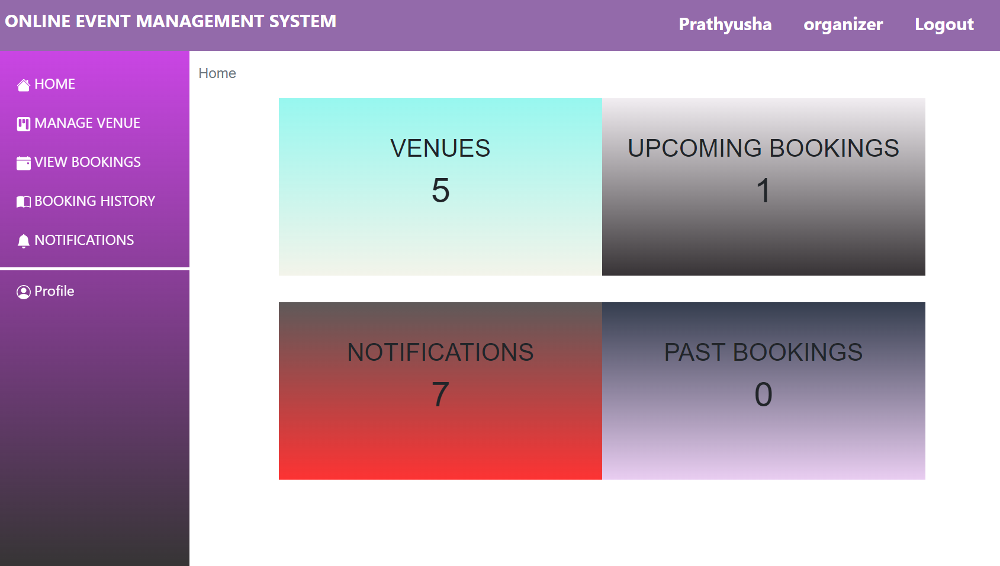 ONLINE EVENT MANAGEMENT SYSTEM
Prathyusha organizer Logout
HOME
MANAGE VENUE
VIEW BOOKINGS
BOOKING HISTORY
NOTIFICATIONS
Profile
Home
VENUES
5
UPCOMING BOOKINGS
1
NOTIFICATIONS
7
PAST BOOKINGS
0